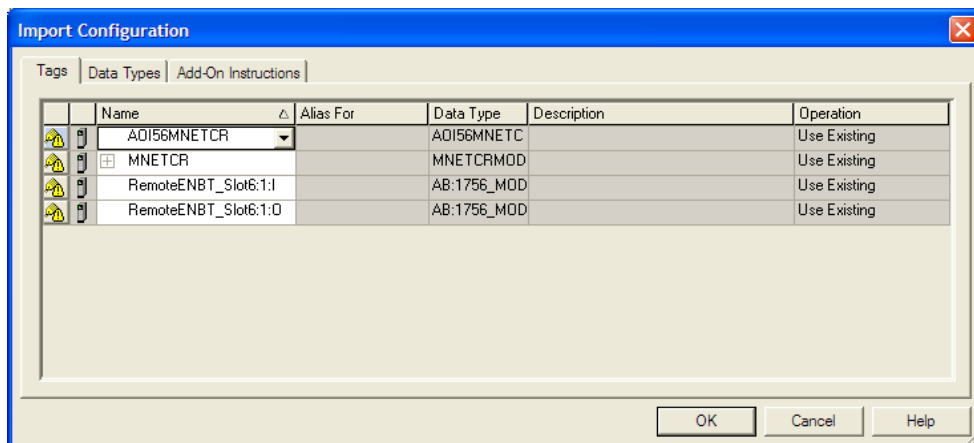 Import Configuration
Tags Data Types Add-On Instructions
Name Alias For Data Type Description Operation
AOI56MNETCR AOI56MNETC Use Existing
MNETCR MNETCRMOD Use Existing
RemoteENBT_Slot6:1:I AB:1756_MOD Use Existing
RemoteENBT_Slot6:1:O AB:1756_MOD Use Existing
OK Cancel Help